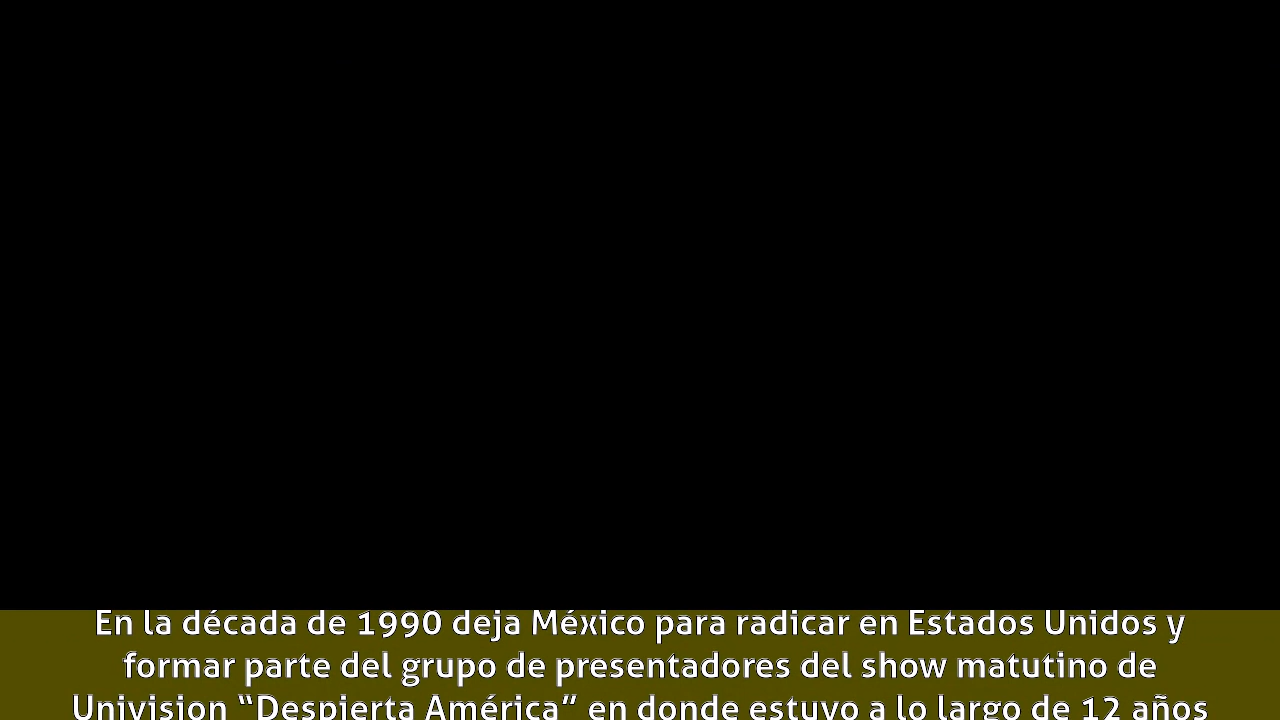 En la década de 1990 deja México para radicar en Estados Unidos y
formar parte del grupo de presentadores del show matutino de
Univision “Despierta América” en donde estuvo a lo largo de 12 años